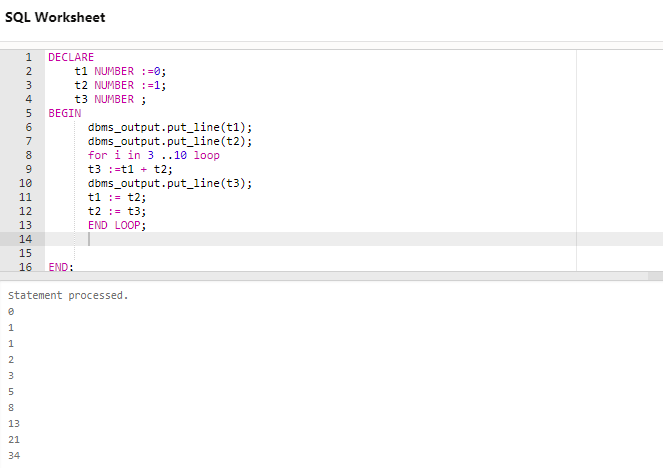 SQL Worksheet
1 DECLARE
2 t1 NUMBER :=0;
3 t2 NUMBER :=1;
4 t3 NUMBER ;
5 BEGIN
6 dbms_output.put_line(t1);
7 dbms_output.put_line(t2);
8 for i in 3 ..10 loop
9 t3 :=t1 + t2;
10 dbms_output.put_line(t3);
11 t1 := t2;
12 t2 := t3;
13 END LOOP;
14
15
16 END;
Statement processed.
0
1
1
2
3
5
8
13
21
34